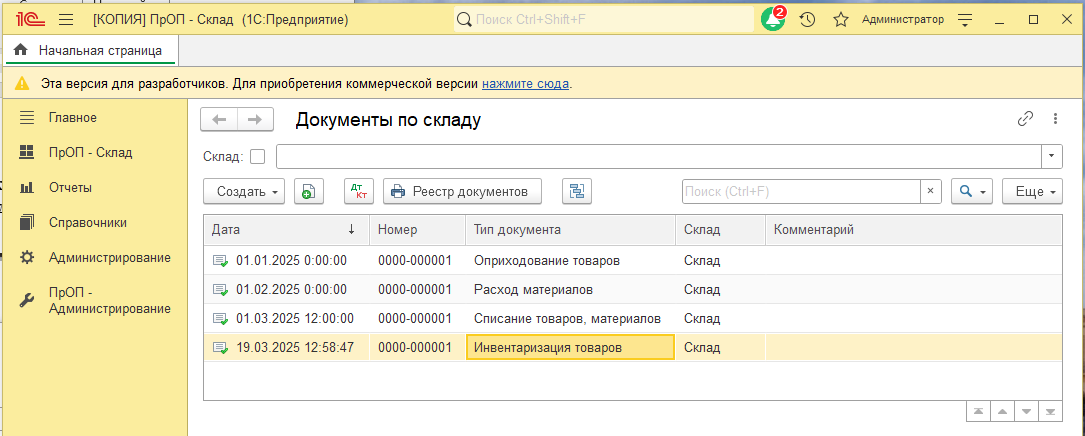 1С [КОПИЯ] ПрОП - Склад (1С:Предприятие) Поиск Ctrl+Shift+F 2 Администратор
Начальная страница
Эта версия для разработчиков. Для приобретения коммерческой версии нажмите сюда.
Главное
ПрОП - Склад
Отчеты
Справочники
Администрирование
ПрОП -
Администрирование
Документы по складу
Склад:
Создать Дт Кт Реестр документов Поиск (Ctrl+F) × Еще
Дата ↓ Номер Тип документа Склад Комментарий
01.01.2025 0:00:00 0000-000001 Оприходование товаров Склад
01.02.2025 0:00:00 0000-000001 Расход материалов Склад
01.03.2025 12:00:00 0000-000001 Списание товаров, материалов Склад
19.03.2025 12:58:47 0000-000001 Инвентаризация товаров Склад